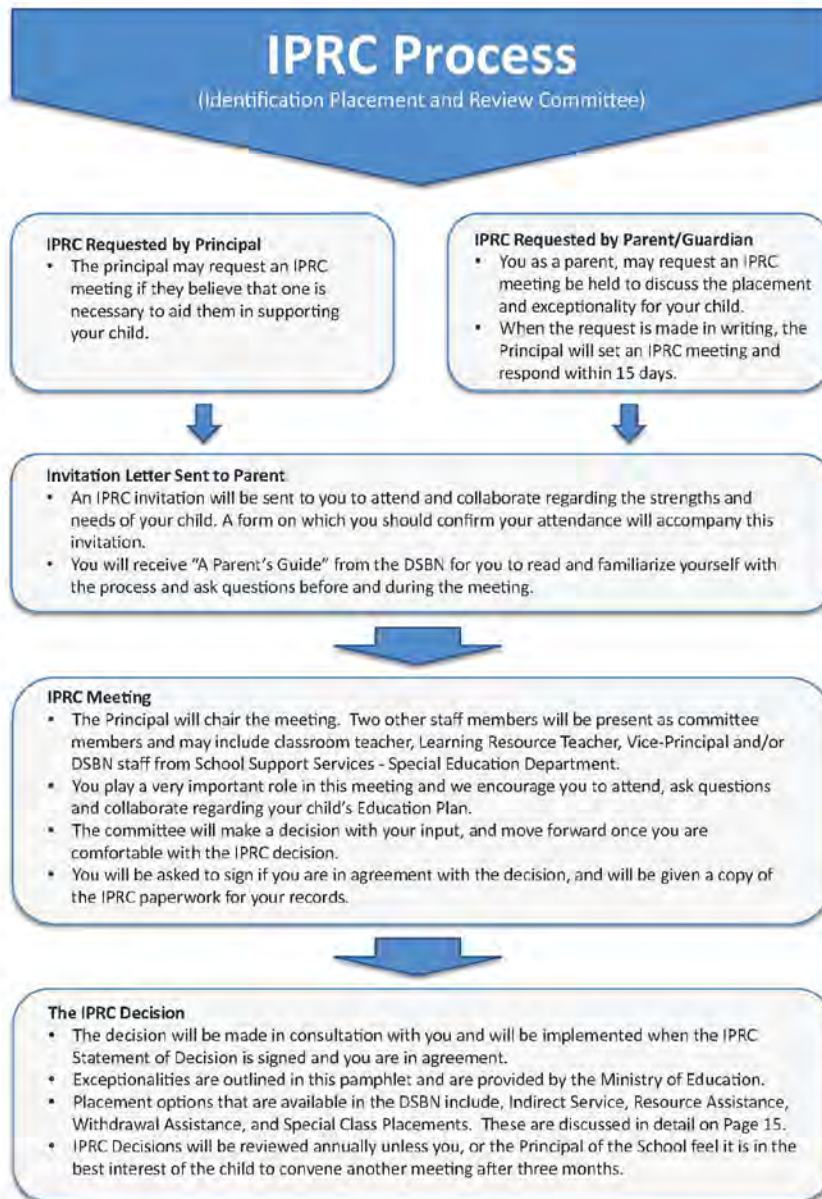 IPRC Process
(Identification Placement and Review Committee)
IPRC Requested by Principal
• The principal may request an IPRC
meeting if they believe that one is
necessary to aid them in supporting
your child.
IPRC Requested by Parent/Guardian
• You as a parent, may request an IPRC
meeting be held to discuss the placement
and exceptionality for your child.
• When the request is made in writing, the
Principal will set an IPRC meeting and
respond within 15 days.
Invitation Letter Sent to Parent
• An IPRC invitation will be sent to you to attend and collaborate regarding the strengths and
needs of your child. A form on which you should confirm your attendance will accompany this
invitation.
• You will receive "A Parent's Guide" from the DSBN for you to read and familiarize yourself with
the process and ask questions before and during the meeting.
IPRC Meeting
• The Principal will chair the meeting. Two other staff members will be present as committee
members and may include classroom teacher, Learning Resource Teacher, Vice-Principal and/or
DSBN staff from School Support Services - Special Education Department.
• You play a very important role in this meeting and we encourage you to attend, ask questions
and collaborate regarding your child's Education Plan.
• The committee will make a decision with your input, and move forward once you are
comfortable with the IPRC decision.
• You will be asked to sign if you are in agreement with the decision, and will be given a copy of
the IPRC paperwork for your records.
The IPRC Decision
• The decision will be made in consultation with you and will be implemented when the IPRC
Statement of Decision is signed and you are in agreement.
• Exceptionalities are outlined in this pamphlet and are provided by the Ministry of Education.
• Placement options that are available in the DSBN include, Indirect Service, Resource Assistance,
Withdrawal Assistance, and Special Class Placements. These are discussed in detail on Page 15.
• IPRC Decisions will be reviewed annually unless you, or the Principal of the School feel it is in the
best interest of the child to convene another meeting after three months.